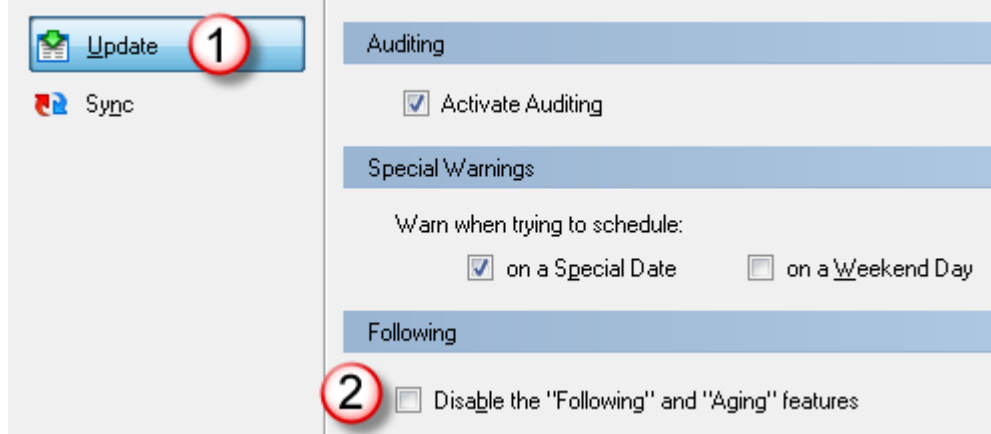 Update 1
Sync
Auditing
Activate Auditing
Special Warnings
Warn when trying to schedule:
on a Special Date on a Weekend Day
Following
2 Disable the "Following" and "Aging" features